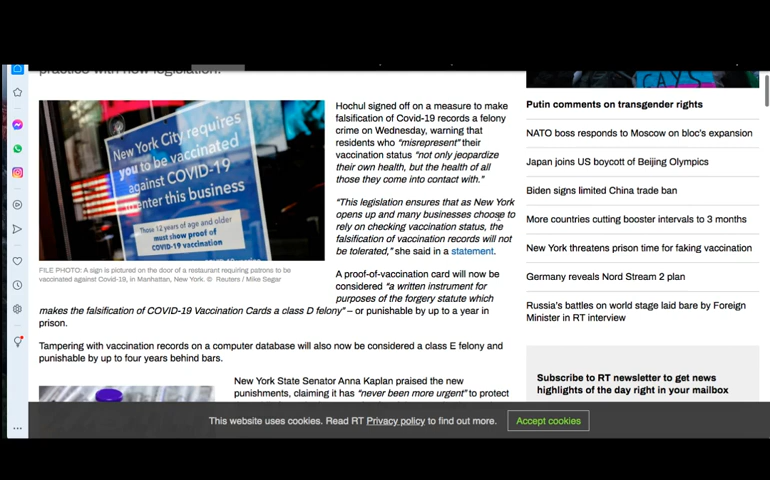 practice with new legislation.
New York City requires
you to be vaccinated
against COVID-19
to enter this business
Those 12 years of age and older
must show proof of
COVID-19 vaccination
FILE PHOTO: A sign is pictured on the door of a restaurant requiring patrons to be
vaccinated against Covid-19, in Manhattan, New York. © Reuters / Mike Segar
Hochul signed off on a measure to make
falsification of Covid-19 records a felony
crime on Wednesday, warning that
residents who “misrepresent” their
vaccination status “not only jeopardize
their own health, but the health of all
those they come into contact with.”
“This legislation ensures that as New York
opens up and many businesses choose to
rely on checking vaccination status, the
falsification of vaccination records will not
be tolerated,” she said in a statement.
A proof-of-vaccination card will now be
considered “a written instrument for
purposes of the forgery statute which
makes the falsification of COVID-19 Vaccination Cards a class D felony” – or punishable by up to a year in
prison.
Tampering with vaccination records on a computer database will also now be considered a class E felony and
punishable by up to four years behind bars.
New York State Senator Anna Kaplan praised the new
punishments, claiming it has “never been more urgent” to protect
GAYS
Putin comments on transgender rights
NATO boss responds to Moscow on bloc’s expansion
Japan joins US boycott of Beijing Olympics
Biden signs limited China trade ban
More countries cutting booster intervals to 3 months
New York threatens prison time for faking vaccination
Germany reveals Nord Stream 2 plan
Russia’s battles on world stage laid bare by Foreign
Minister in RT interview
Subscribe to RT newsletter to get news
highlights of the day right in your mailbox
This website uses cookies. Read RT Privacy policy to find out more.
Accept cookies